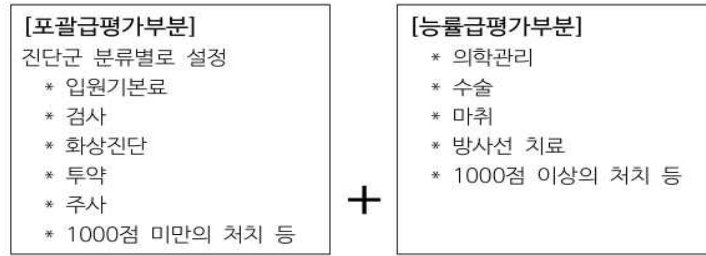 [포괄급평가부분]
진단군 분류별로 설정
* 입원기본료
* 검사
* 화상진단
* 투약
* 주사
* 1000점 미만의 처치 등
+
[능률급평가부분]
* 의학관리
* 수술
* 마취
* 방사선 치료
* 1000점 이상의 처치 등